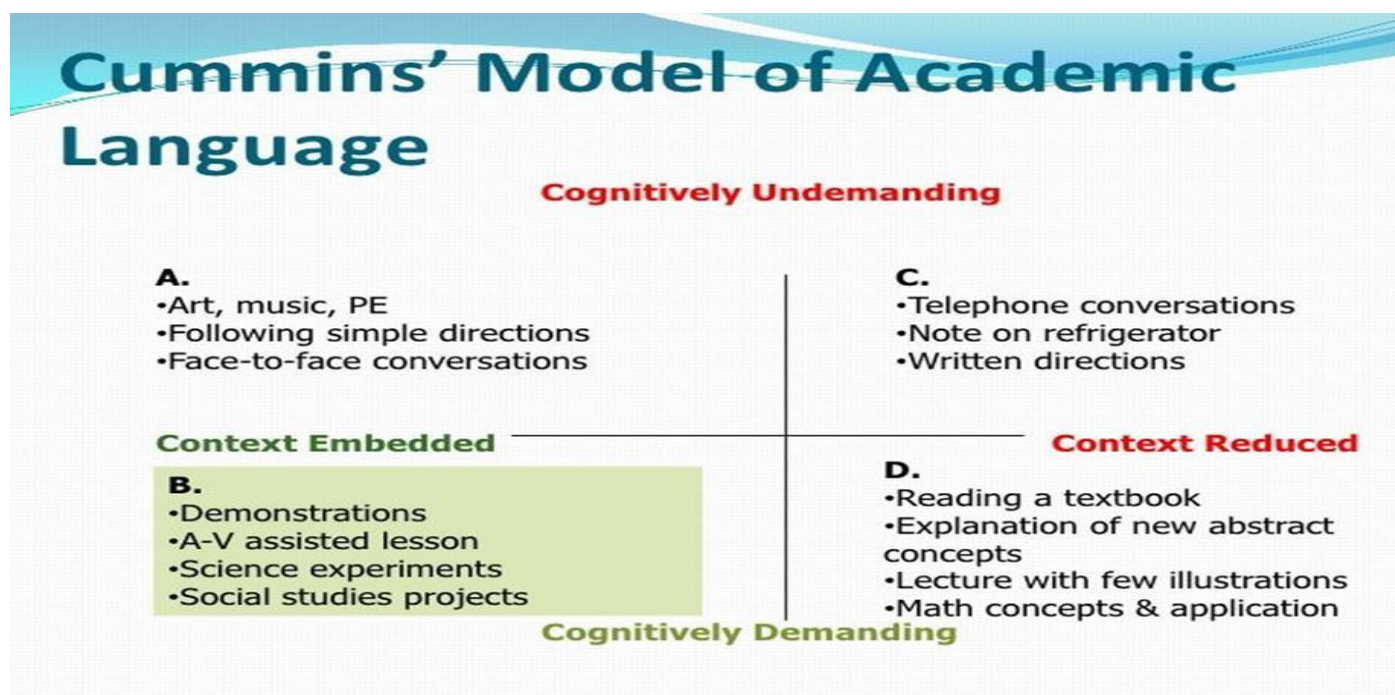 Cummins’ Model of Academic
Language
Cognitively Undemanding
A.
•Art, music, PE
•Following simple directions
•Face-to-face conversations
C.
•Telephone conversations
•Note on refrigerator
•Written directions
Context Embedded
Context Reduced
B.
•Demonstrations
•A-V assisted lesson
•Science experiments
•Social studies projects
D.
•Reading a textbook
•Explanation of new abstract
concepts
•Lecture with few illustrations
•Math concepts & application
Cognitively Demanding